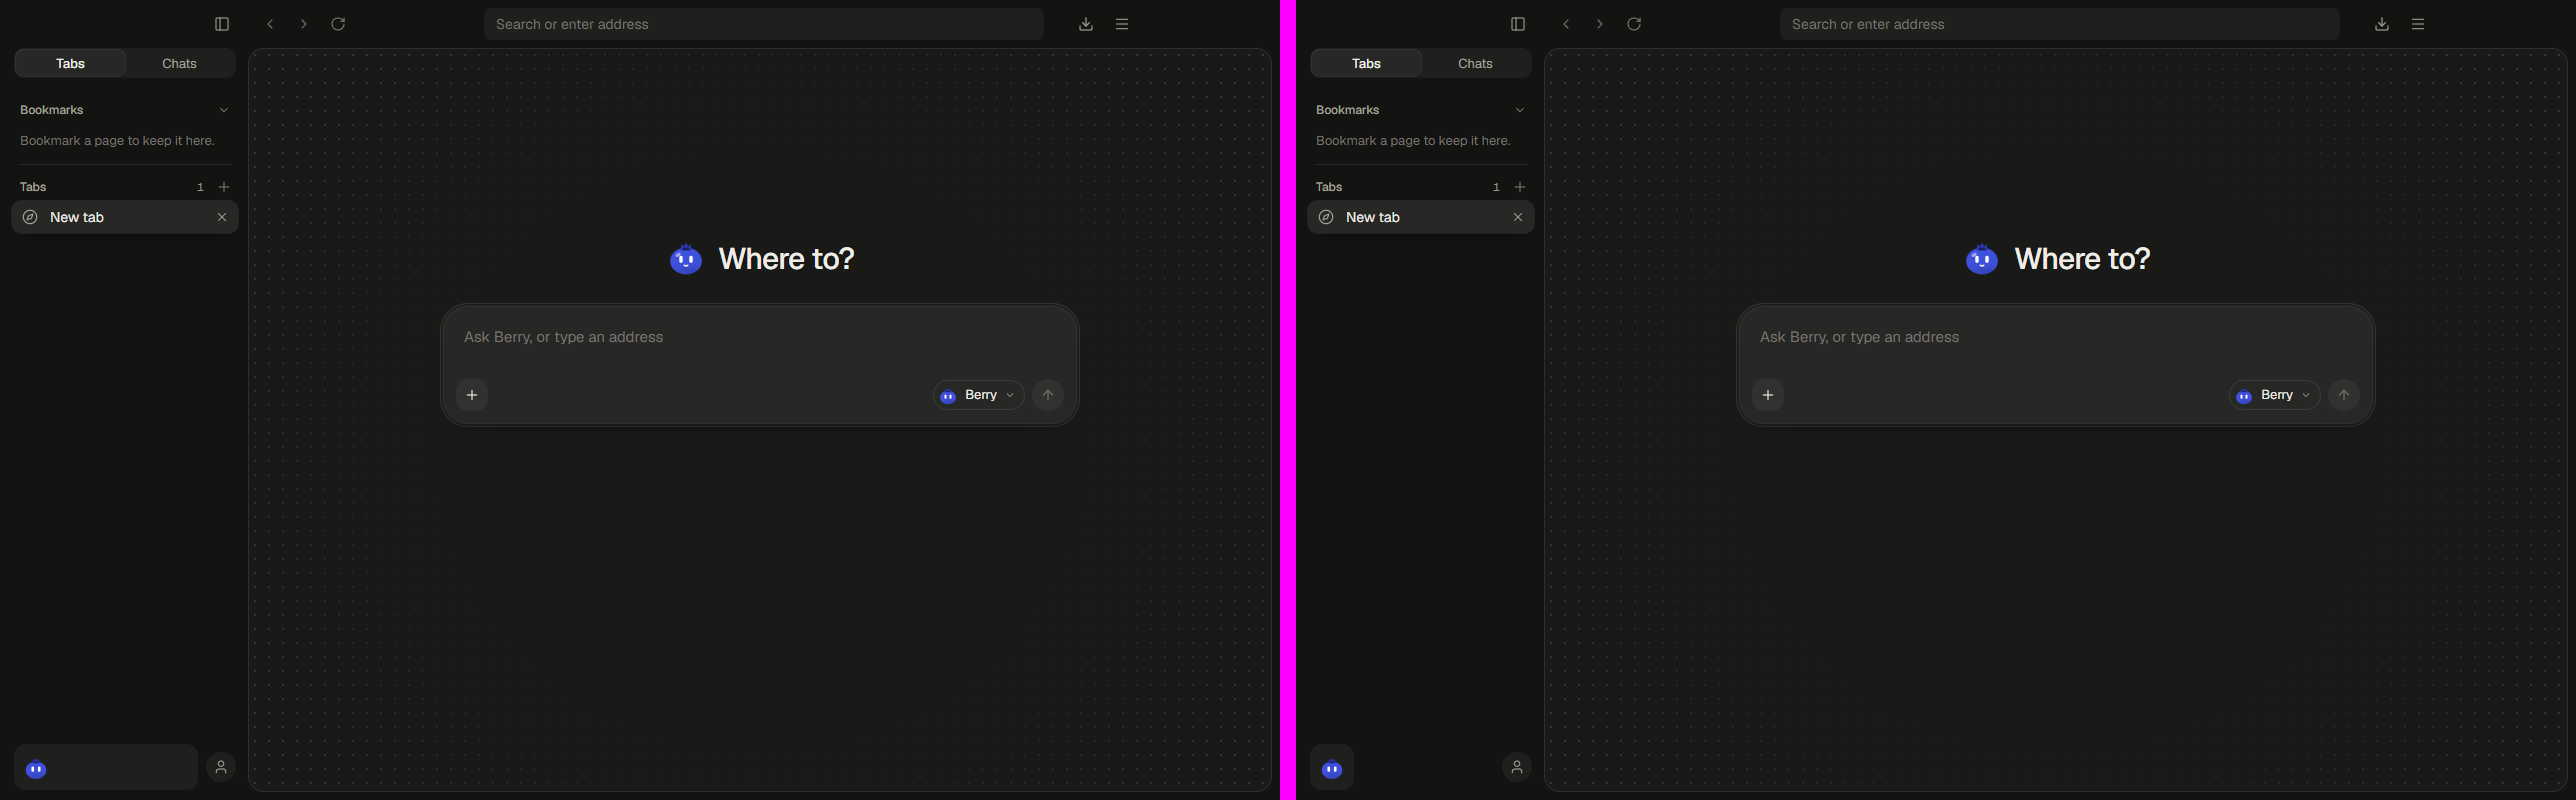 Search or enter address
Tabs
Chats
Bookmarks
Bookmark a page to keep it here.
Tabs
1
New tab
Where to?
Ask Berry, or type an address
Berry
Search or enter address
Tabs
Chats
Bookmarks
Bookmark a page to keep it here.
Tabs
1
New tab
Where to?
Ask Berry, or type an address
Berry